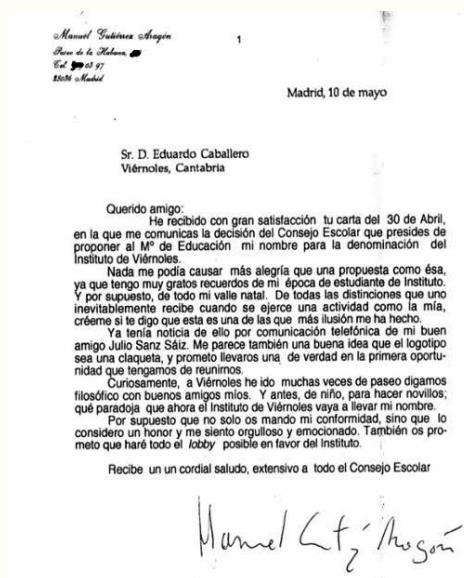 Manuel Gutiérrez Aragón
1
Paseo de la Habana,
Tel. 03 97
28036 Madrid
Madrid, 10 de mayo
Sr. D. Eduardo Caballero
Viérnoles, Cantabria
Querido amigo:
He recibido con gran satisfacción tu carta del 30 de Abril,
en la que me comunicas la decisión del Consejo Escolar que presides de
proponer al Mº de Educación mi nombre para la denominación del
Instituto de Viérnoles.
Nada me podía causar más alegría que una propuesta como ésa,
ya que tengo muy gratos recuerdos de mi época de estudiante de Instituto.
Y por supuesto, de todo mi valle natal. De todas las distinciones que uno
inevitablemente recibe cuando se ejerce una actividad como la mía,
créeme si te digo que esta es una de las que más ilusión me ha hecho.
Ya tenía noticia de ello por comunicación telefónica de mi buen
amigo Julio Sanz Sáiz. Me parece también una buena idea que el logotipo
sea una claqueta, y prometo llevaros una de verdad en la primera oportu-
nidad que tengamos de reunirnos.
Curiosamente, a Viérnoles he ido muchas veces de paseo digamos
filosófico con buenos amigos míos. Y antes, de niño, para hacer novillos;
qué paradoja que ahora el Instituto de Viérnoles vaya a llevar mi nombre.
Por supuesto que no solo os mando mi conformidad, sino que lo
considero un honor y me siento orgulloso y emocionado. También os pro-
meto que haré todo el lobby posible en favor del Instituto.
Recibe un un cordial saludo, extensivo a todo el Consejo Escolar
Manuel Gutz Aragón